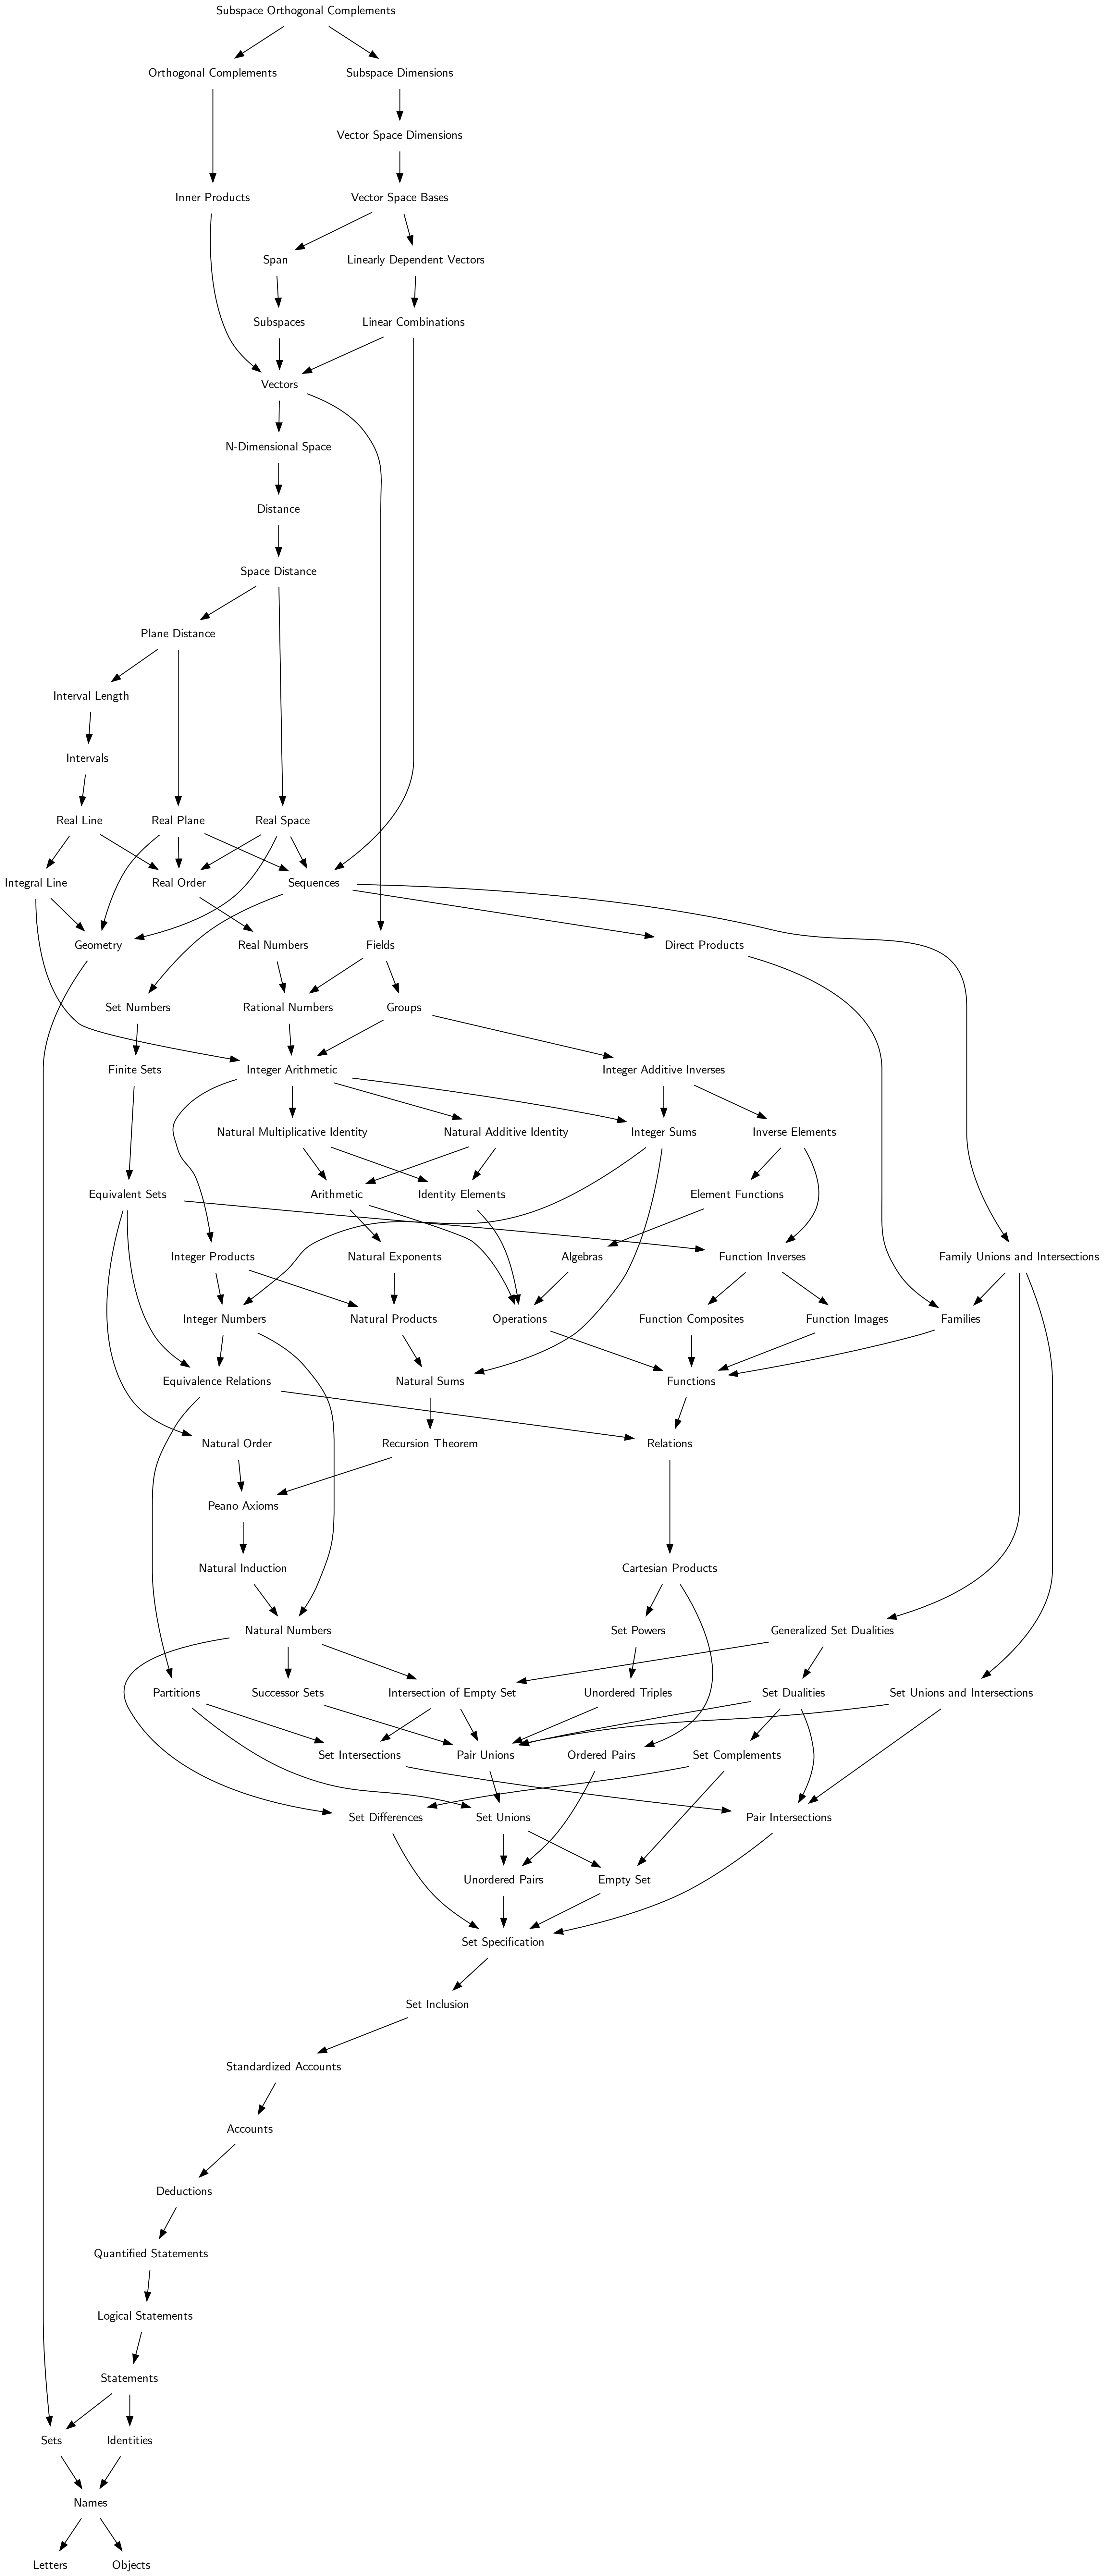 Subspace Orthogonal Complements
Orthogonal Complements
Subspace Dimensions
Vector Space Dimensions
Inner Products
Vector Space Bases
Span
Linearly Dependent Vectors
Subspaces
Linear Combinations
Vectors
N-Dimensional Space
Distance
Space Distance
Plane Distance
Interval Length
Intervals
Real Line
Real Plane
Real Space
Integral Line
Real Order
Sequences
Geometry
Real Numbers
Fields
Direct Products
Set Numbers
Rational Numbers
Groups
Finite Sets
Integer Arithmetic
Integer Additive Inverses
Natural Multiplicative Identity
Natural Additive Identity
Integer Sums
Inverse Elements
Equivalent Sets
Arithmetic
Identity Elements
Element Functions
Integer Products
Natural Exponents
Algebras
Function Inverses
Family Unions and Intersections
Integer Numbers
Natural Products
Operations
Function Composites
Function Images
Families
Equivalence Relations
Natural Sums
Functions
Natural Order
Recursion Theorem
Relations
Peano Axioms
Natural Induction
Cartesian Products
Natural Numbers
Set Powers
Generalized Set Dualities
Partitions
Successor Sets
Intersection of Empty Set
Unordered Triples
Set Dualities
Set Unions and Intersections
Set Intersections
Pair Unions
Ordered Pairs
Set Complements
Set Differences
Set Unions
Pair Intersections
Unordered Pairs
Empty Set
Set Specification
Set Inclusion
Standardized Accounts
Accounts
Deductions
Quantified Statements
Logical Statements
Statements
Sets
Identities
Names
Letters
Objects